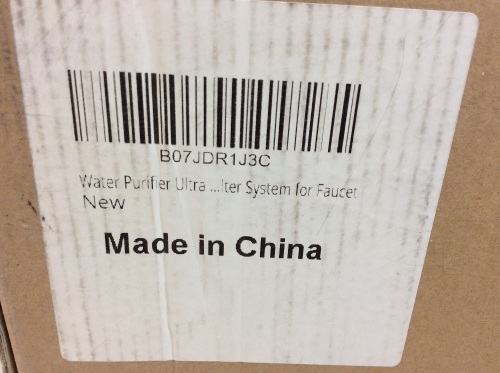 B07JDR1J3C
Water Purifier Ultra ...lter System for Faucet
New
Made in China